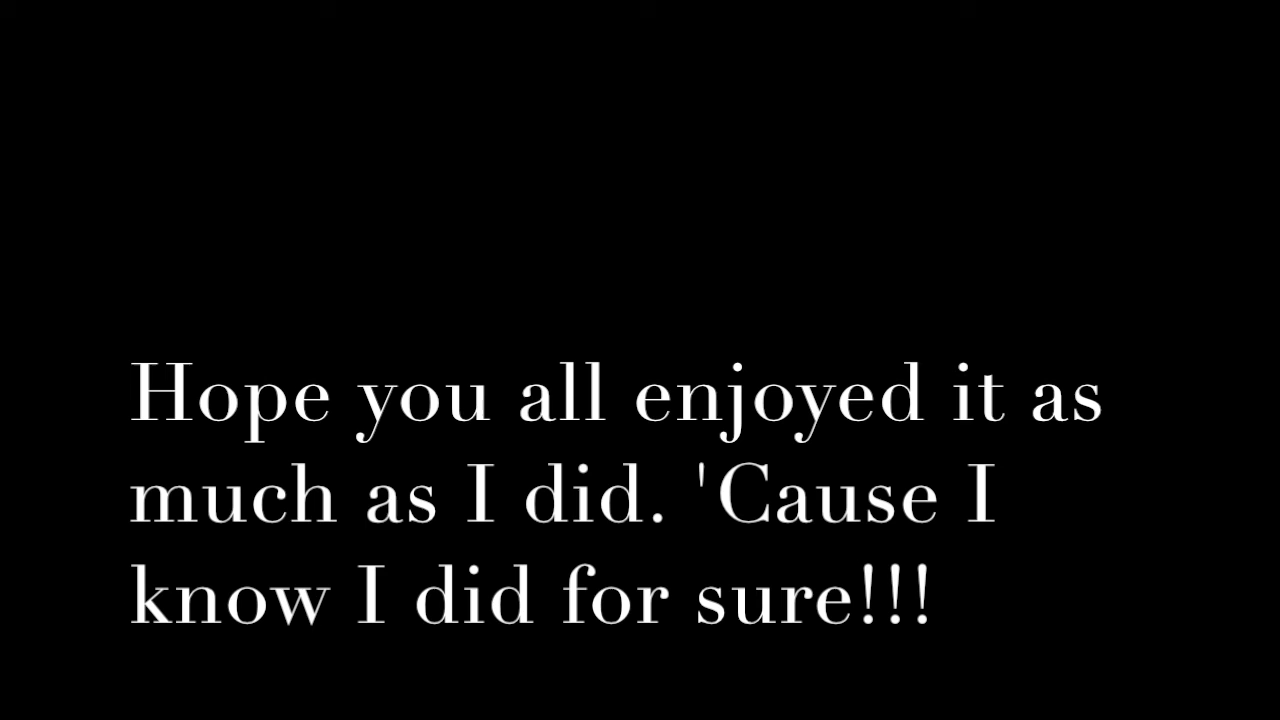 Hope you all enjoyed it as
much as I did. 'Cause I
know I did for sure!!!